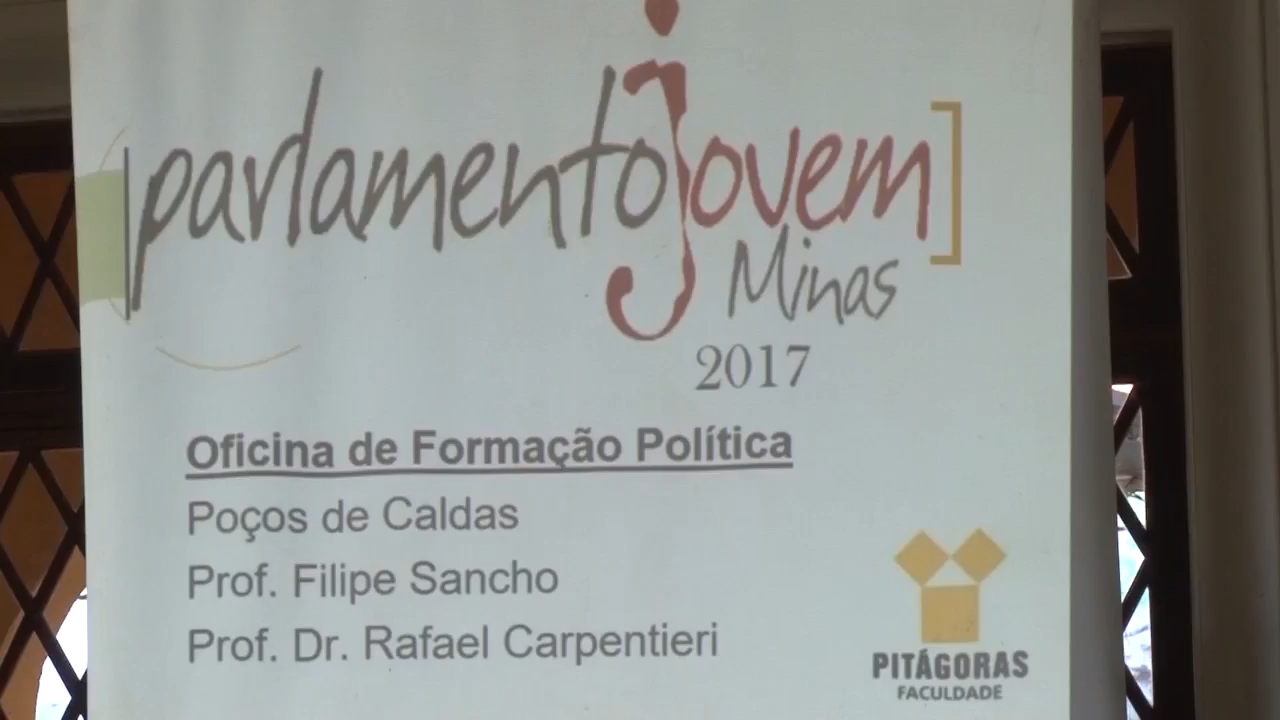 [parlamentojovem]
Minas
2017
Oficina de Formação Política
Poços de Caldas
Prof. Filipe Sancho
Prof. Dr. Rafael Carpentieri
PITÁGORAS
FACULDADE